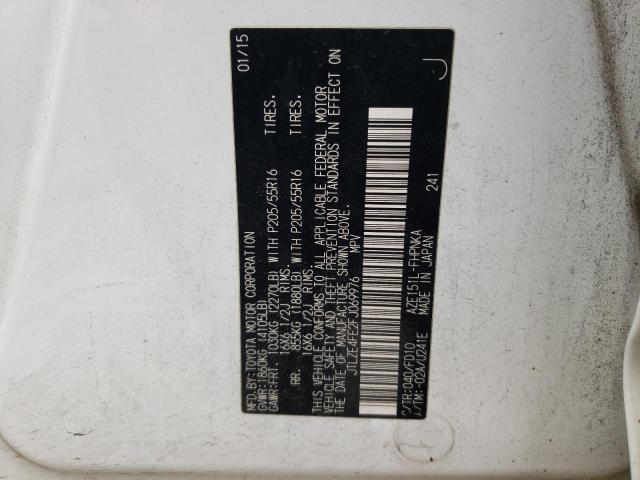 MFD.BY:TOYOTA MOTOR CORPORATION 01/15
GVWR:1860KG (4105LB)
GAWR:FRT. 1030KG (2270LB) WITH P205/55R16 TIRES.
16X6 1/2J RIMS.
RR. 855KG (1880LB) WITH P205/55R16 TIRES.
16X6 1/2J RIMS.
THIS VEHICLE CONFORMS TO ALL APPLICABLE FEDERAL MOTOR
VEHICLE SAFETY AND THEFT PREVENTION STANDARDS IN EFFECT ON
THE DATE OF MANUFACTURE SHOWN ABOVE.
MPV
C/TR:040/FD10 AZE151L-FHPNKA 241
A/TM:-02A/U241E MADE IN JAPAN
J